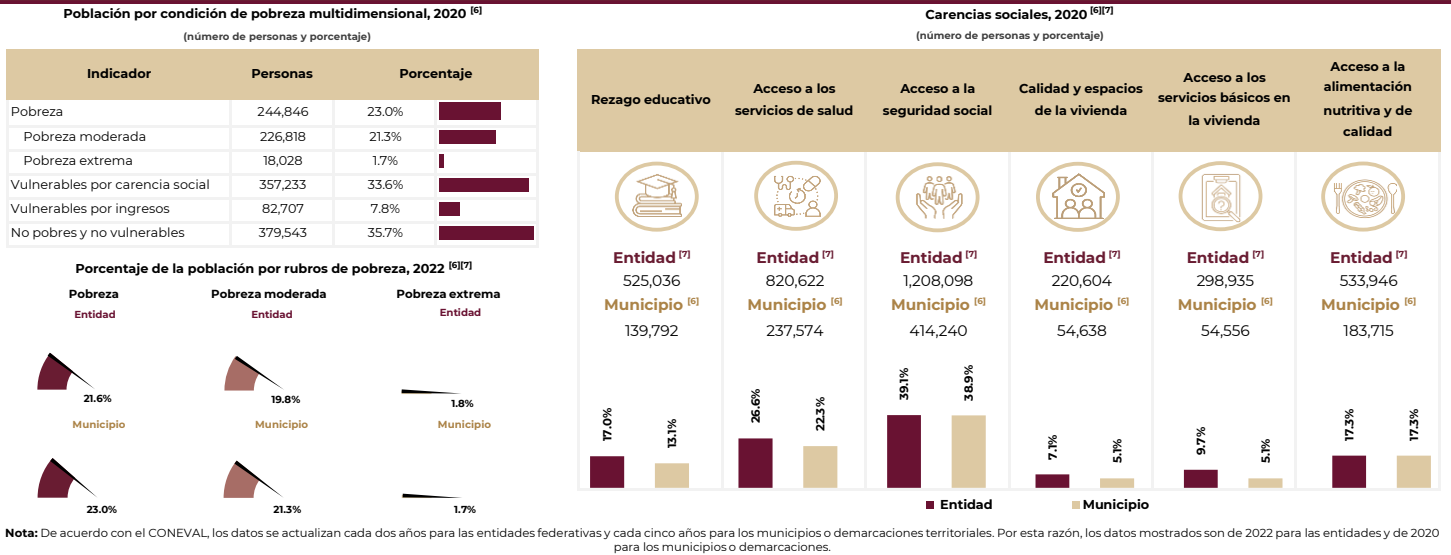 Población por condición de pobreza multidimensional, 2020 [6]
(número de personas y porcentaje)
Indicador Personas Porcentaje
Pobreza 244,846 23.0%
Pobreza moderada 226,818 21.3%
Pobreza extrema 18,028 1.7%
Vulnerables por carencia social 357,233 33.6%
Vulnerables por ingresos 82,707 7.8%
No pobres y no vulnerables 379,543 35.7%
Porcentaje de la población por rubros de pobreza, 2022 [6][7]
Pobreza Pobreza moderada Pobreza extrema
Entidad Entidad Entidad
21.6% 19.8% 1.8%
Municipio Municipio Municipio
23.0% 21.3% 1.7%
Carencias sociales, 2020 [6][7]
(número de personas y porcentaje)
Rezago educativo
Acceso a los
servicios de salud
Acceso a la
seguridad social
Calidad y espacios
de la vivienda
Acceso a los
servicios básicos en
la vivienda
Acceso a la
alimentación
nutritiva y de
calidad
Entidad [7] Entidad [7] Entidad [7] Entidad [7] Entidad [7] Entidad [7]
525,036 820,622 1,208,098 220,604 298,935 533,946
Municipio [6] Municipio [6] Municipio [6] Municipio [6] Municipio [6] Municipio [6]
139,792 237,574 414,240 54,638 54,556 183,715
17.0% 13.1% 26.6% 22.3% 39.1% 38.9% 7.1% 5.1% 9.7% 5.1% 17.3% 17.3%
Entidad Municipio
Nota: De acuerdo con el CONEVAL, los datos se actualizan cada dos años para las entidades federativas y cada cinco años para los municipios o demarcaciones territoriales. Por esta razón, los datos mostrados son de 2022 para las entidades y de 2020
para los municipios o demarcaciones.